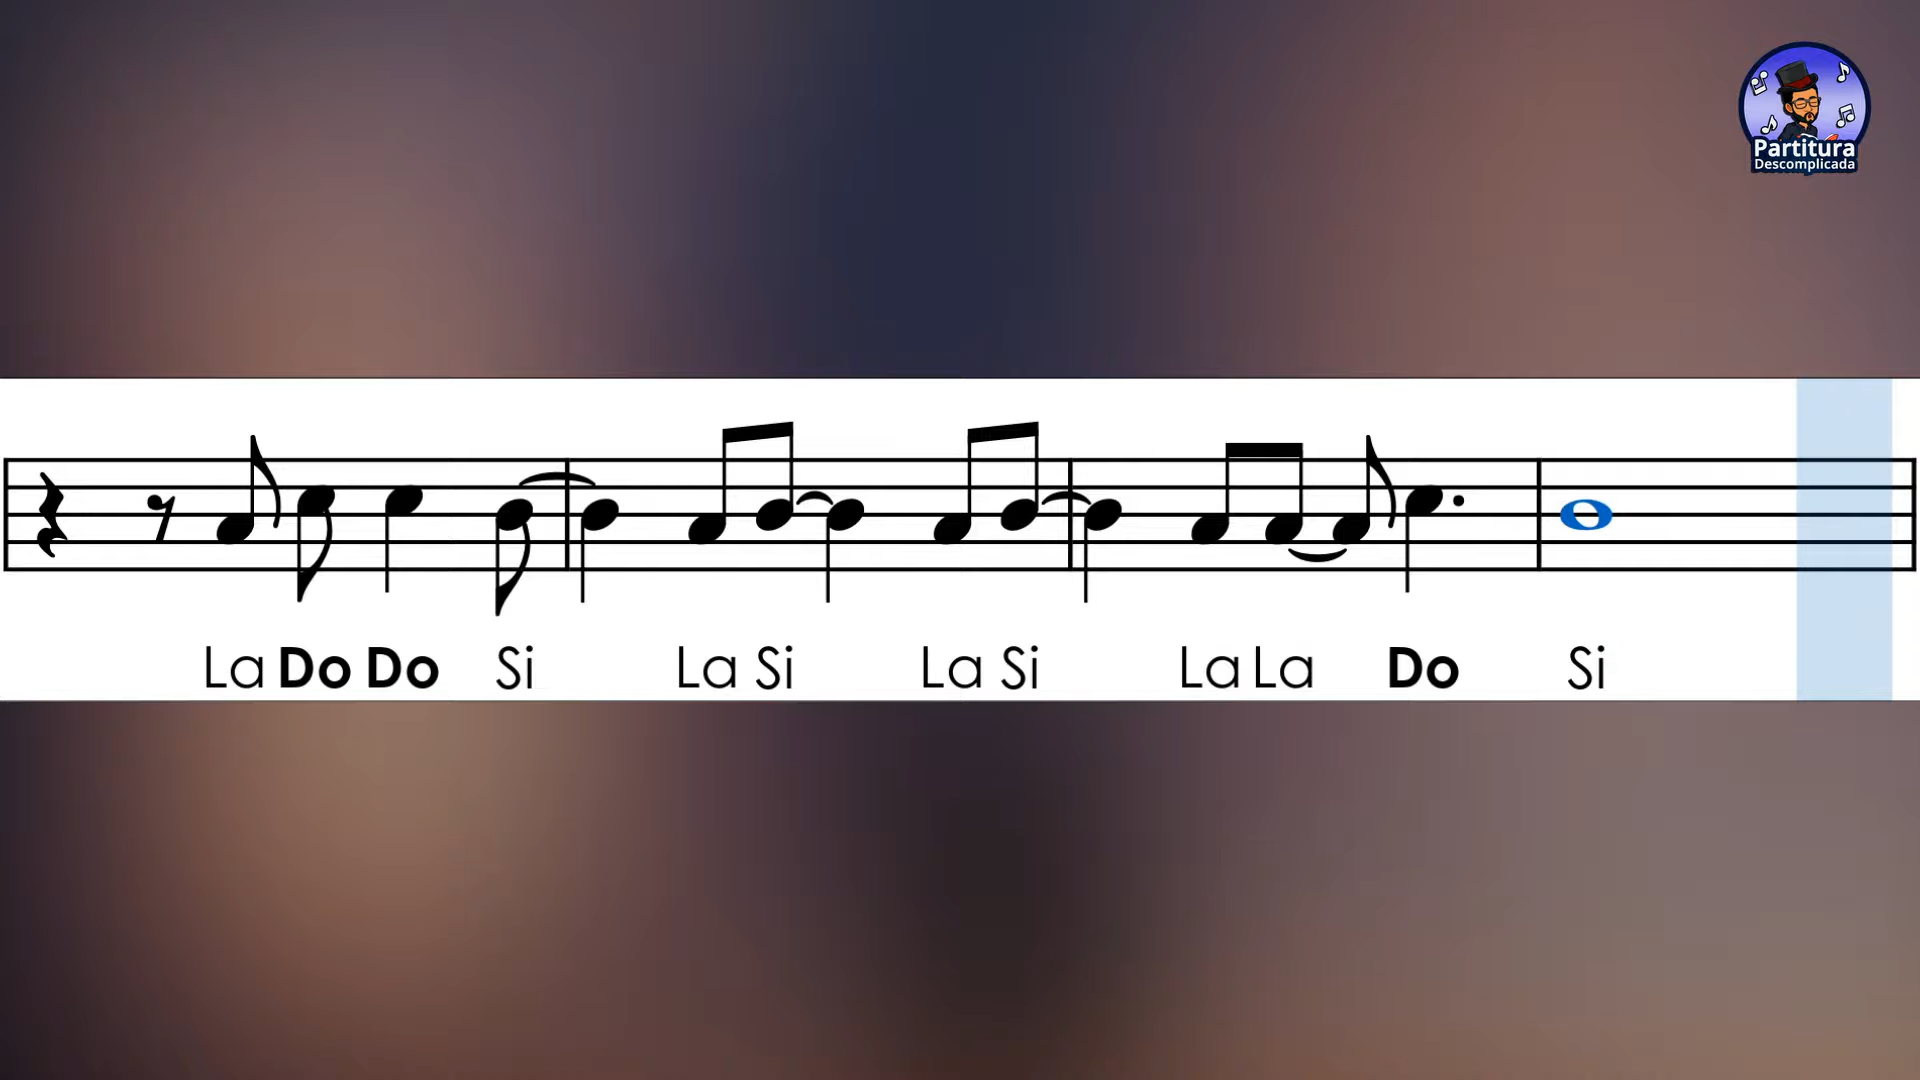 Partitura
Descomplicada
La Do Do Si La Si La Si La La Do Si